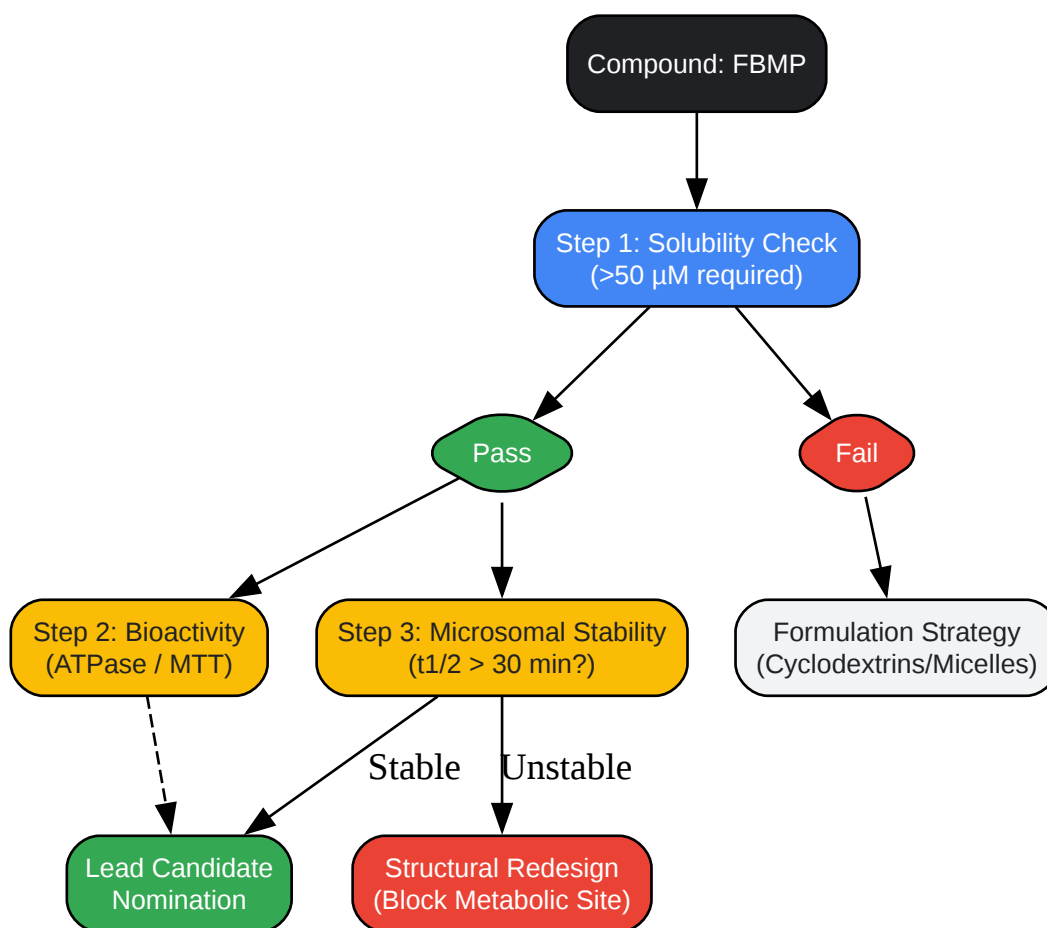 Compound: FBMP
Step 1: Solubility Check
(>50 µM required)
Pass
Fail
Step 2: Bioactivity
(ATPase / MTT)
Step 3: Microsomal Stability
(t1/2 > 30 min?)
Formulation Strategy
(Cyclodextrins/Micelles)
Stable
Unstable
Lead Candidate
Nomination
Structural Redesign
(Block Metabolic Site)